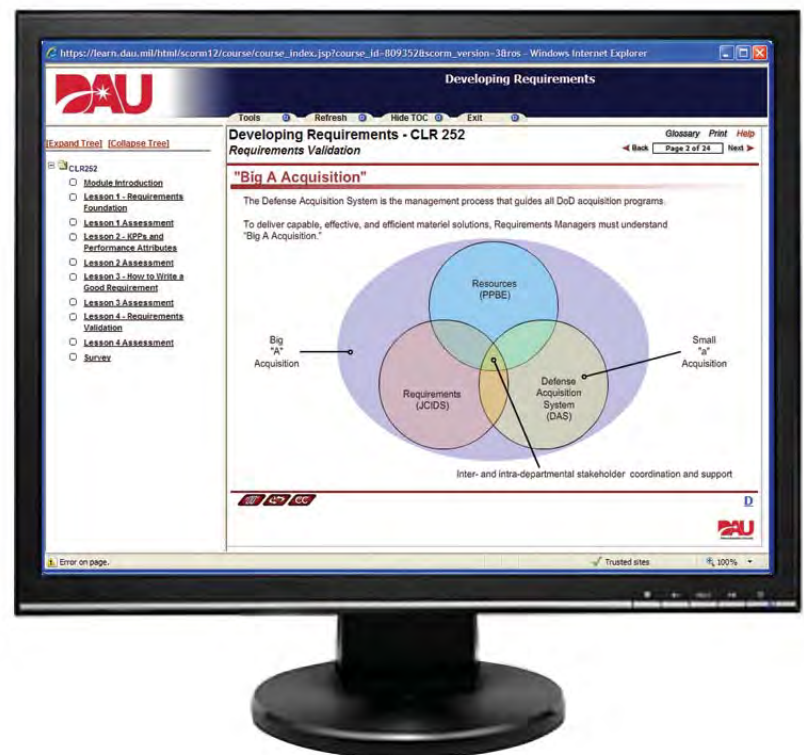 https://learn.dau.mil/html/scorm12/course/course_index.jsp?course_id=809352&scorm_version=3&ros - Windows Internet Explorer
DAU
Developing Requirements
Tools
Refresh
Hide TOC
Exit
[Expand Tree] [Collapse Tree]
CLR252
Module Introduction
Lesson 1 - Requirements
Foundation
Lesson 1 Assessment
Lesson 2 - KPPs and
Performance Attributes
Lesson 2 Assessment
Lesson 3 - How to Write a
Good Requirement
Lesson 3 Assessment
Lesson 4 - Requirements
Validation
Lesson 4 Assessment
Survey
Developing Requirements - CLR 252
Requirements Validation
Glossary Print Help
Back Page 2 of 24 Next
"Big A Acquisition"
The Defense Acquisition System is the management process that guides all DoD acquisition programs.
To deliver capable, effective, and efficient materiel solutions, Requirements Managers must understand
"Big A Acquisition."
Resources
(PPBE)
Big
"A"
Acquisition
Small
"a"
Acquisition
Requirements
(JCIDS)
Defense
Acquisition
System
(DAS)
Inter- and intra-departmental stakeholder coordination and support
CC
D
DAU
Error on page.
Trusted sites
100%